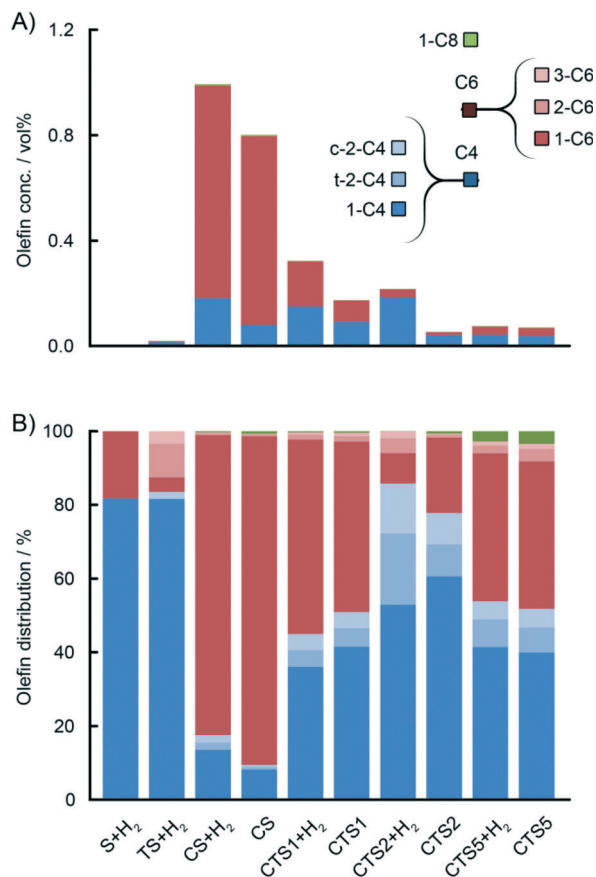 A)
Olefin conc. / vol%
1.2
0.8
0.4
0.0
1-C8
C6
3-C6
2-C6
1-C6
c-2-C4
t-2-C4
1-C4
C4
B)
Olefin distribution / %
100
80
60
40
20
0
S+H₂
TS+H₂
CS+H₂
CS
CTS1+H₂
CTS1
CTS2+H₂
CTS2
CTS5+H₂
CTS5